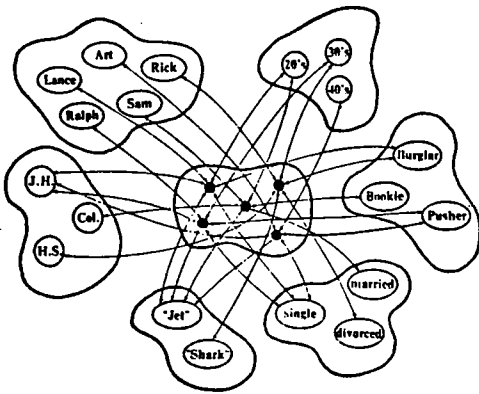 Art
Rick
Lance
Sam
Ralph
20's
30's
40's
Burglar
Bookie
Pusher
J.H.
Col.
H.S.
"Jet"
"Shark"
single
married
divorced